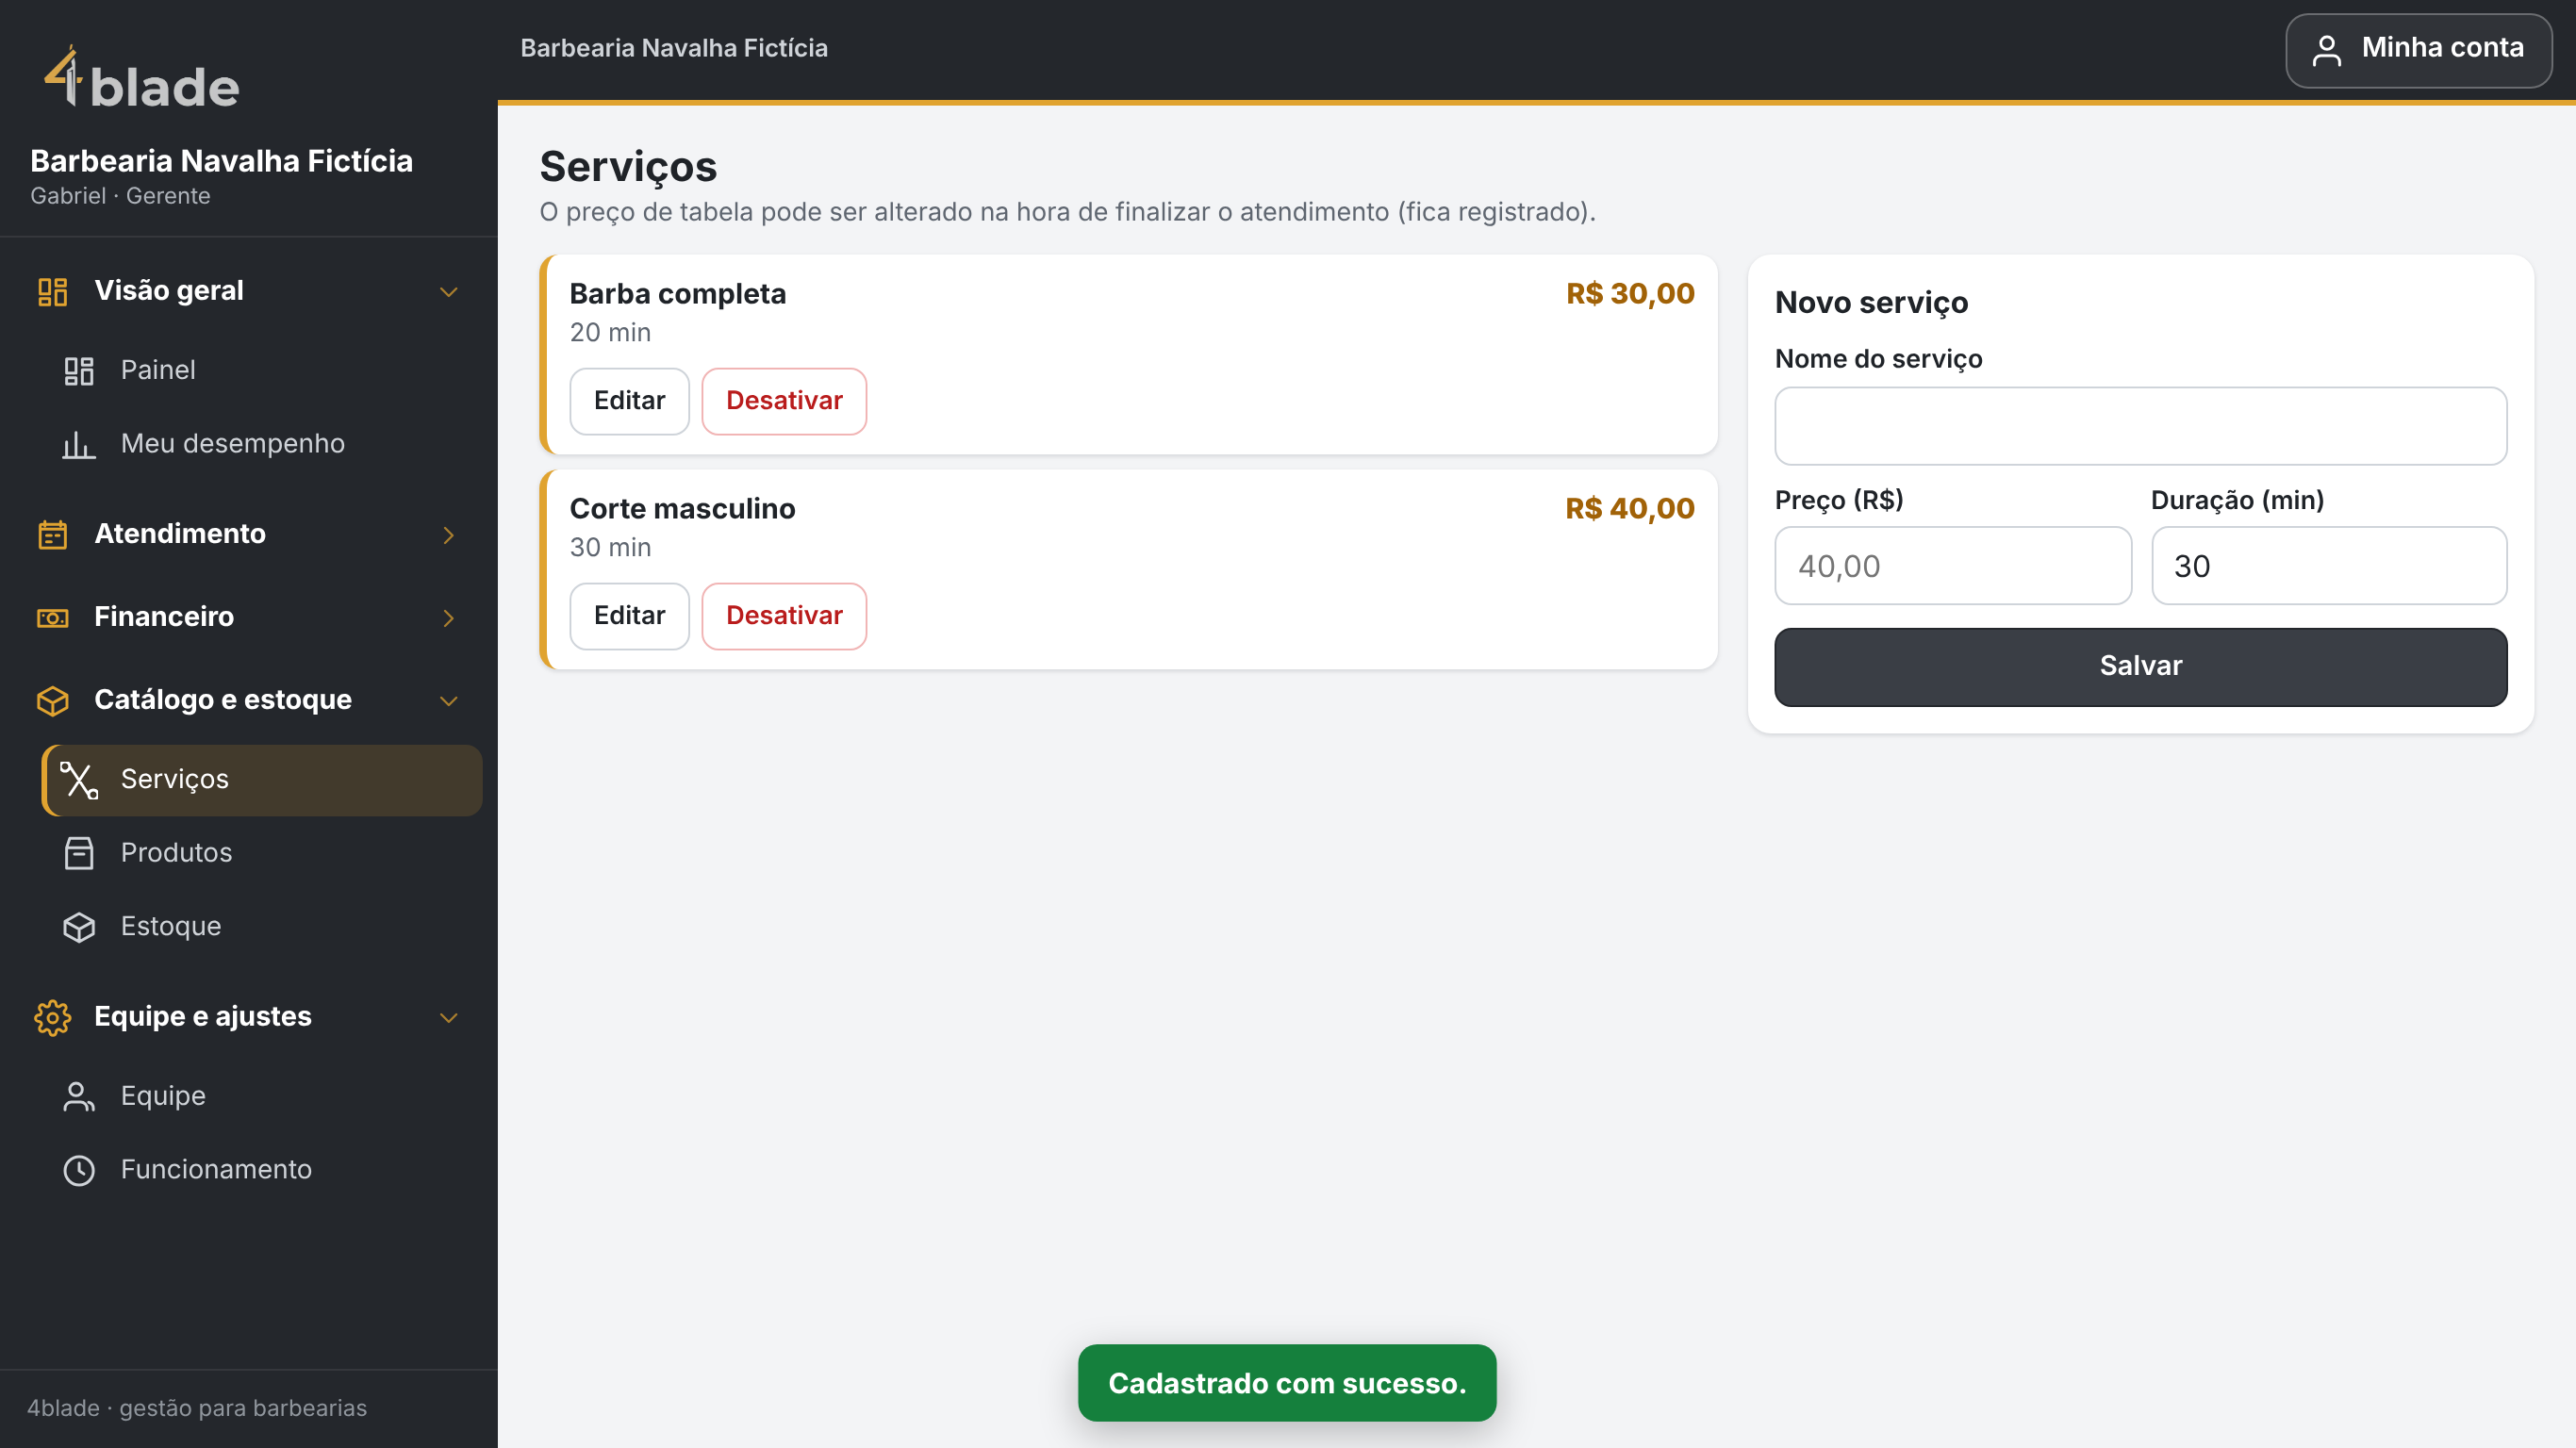 4blade
Barbearia Navalha Fictícia
Gabriel · Gerente
Visão geral
Painel
Meu desempenho
Atendimento
Financeiro
Catálogo e estoque
Serviços
Produtos
Estoque
Equipe e ajustes
Equipe
Funcionamento
4blade · gestão para barbearias
Barbearia Navalha Fictícia
Minha conta
Serviços
O preço de tabela pode ser alterado na hora de finalizar o atendimento (fica registrado).
Barba completa R$ 30,00
20 min
Editar Desativar
Corte masculino R$ 40,00
30 min
Editar Desativar
Novo serviço
Nome do serviço
Preço (R$) Duração (min)
40,00 30
Salvar
Cadastrado com sucesso.